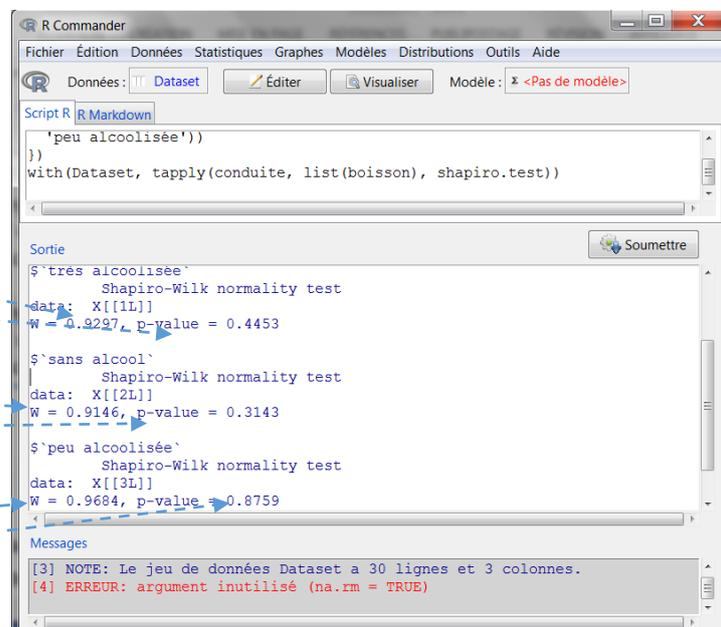 R Commander
Fichier Édition Données Statistiques Graphes Modèles Distributions Outils Aide
Données : Dataset Éditer Visualiser Modèle : Σ <Pas de modèle>
Script R R Markdown
'peu alcoolisée'))
})
with(Dataset, tapply(conduite, list(boisson), shapiro.test))
Soumettre
Sortie
$`très alcoolisée`
Shapiro-Wilk normality test
data: X[[1L]]
W = 0.9297, p-value = 0.4453
$`sans alcool`
Shapiro-Wilk normality test
data: X[[2L]]
W = 0.9146, p-value = 0.3143
$`peu alcoolisée`
Shapiro-Wilk normality test
data: X[[3L]]
W = 0.9684, p-value = 0.8759
Messages
[3] NOTE: Le jeu de données Dataset a 30 lignes et 3 colonnes.
[4] ERREUR: argument inutilisé (na.rm = TRUE)